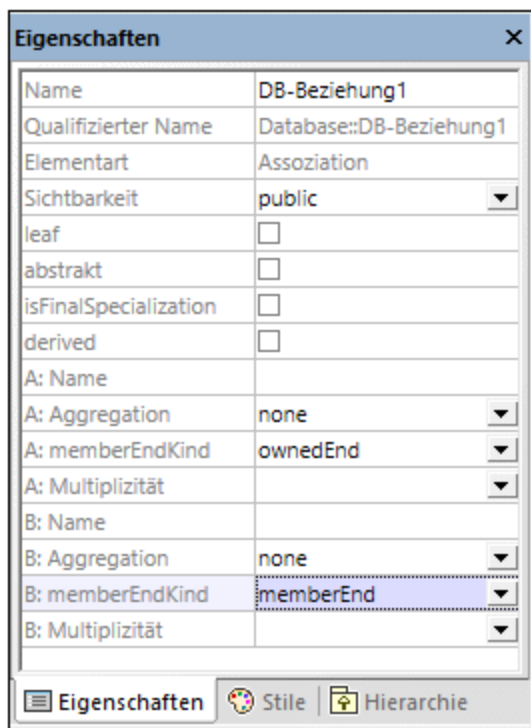 Eigenschaften
Name DB-Beziehung1
Qualifizierter Name Database::DB-Beziehung1
Elementart Assoziation
Sichtbarkeit public
leaf
abstrakt
isFinalSpecialization
derived
A: Name
A: Aggregation none
A: memberEndKind ownedEnd
A: Multiplizität
B: Name
B: Aggregation none
B: memberEndKind memberEnd
B: Multiplizität
Eigenschaften Stile Hierarchie